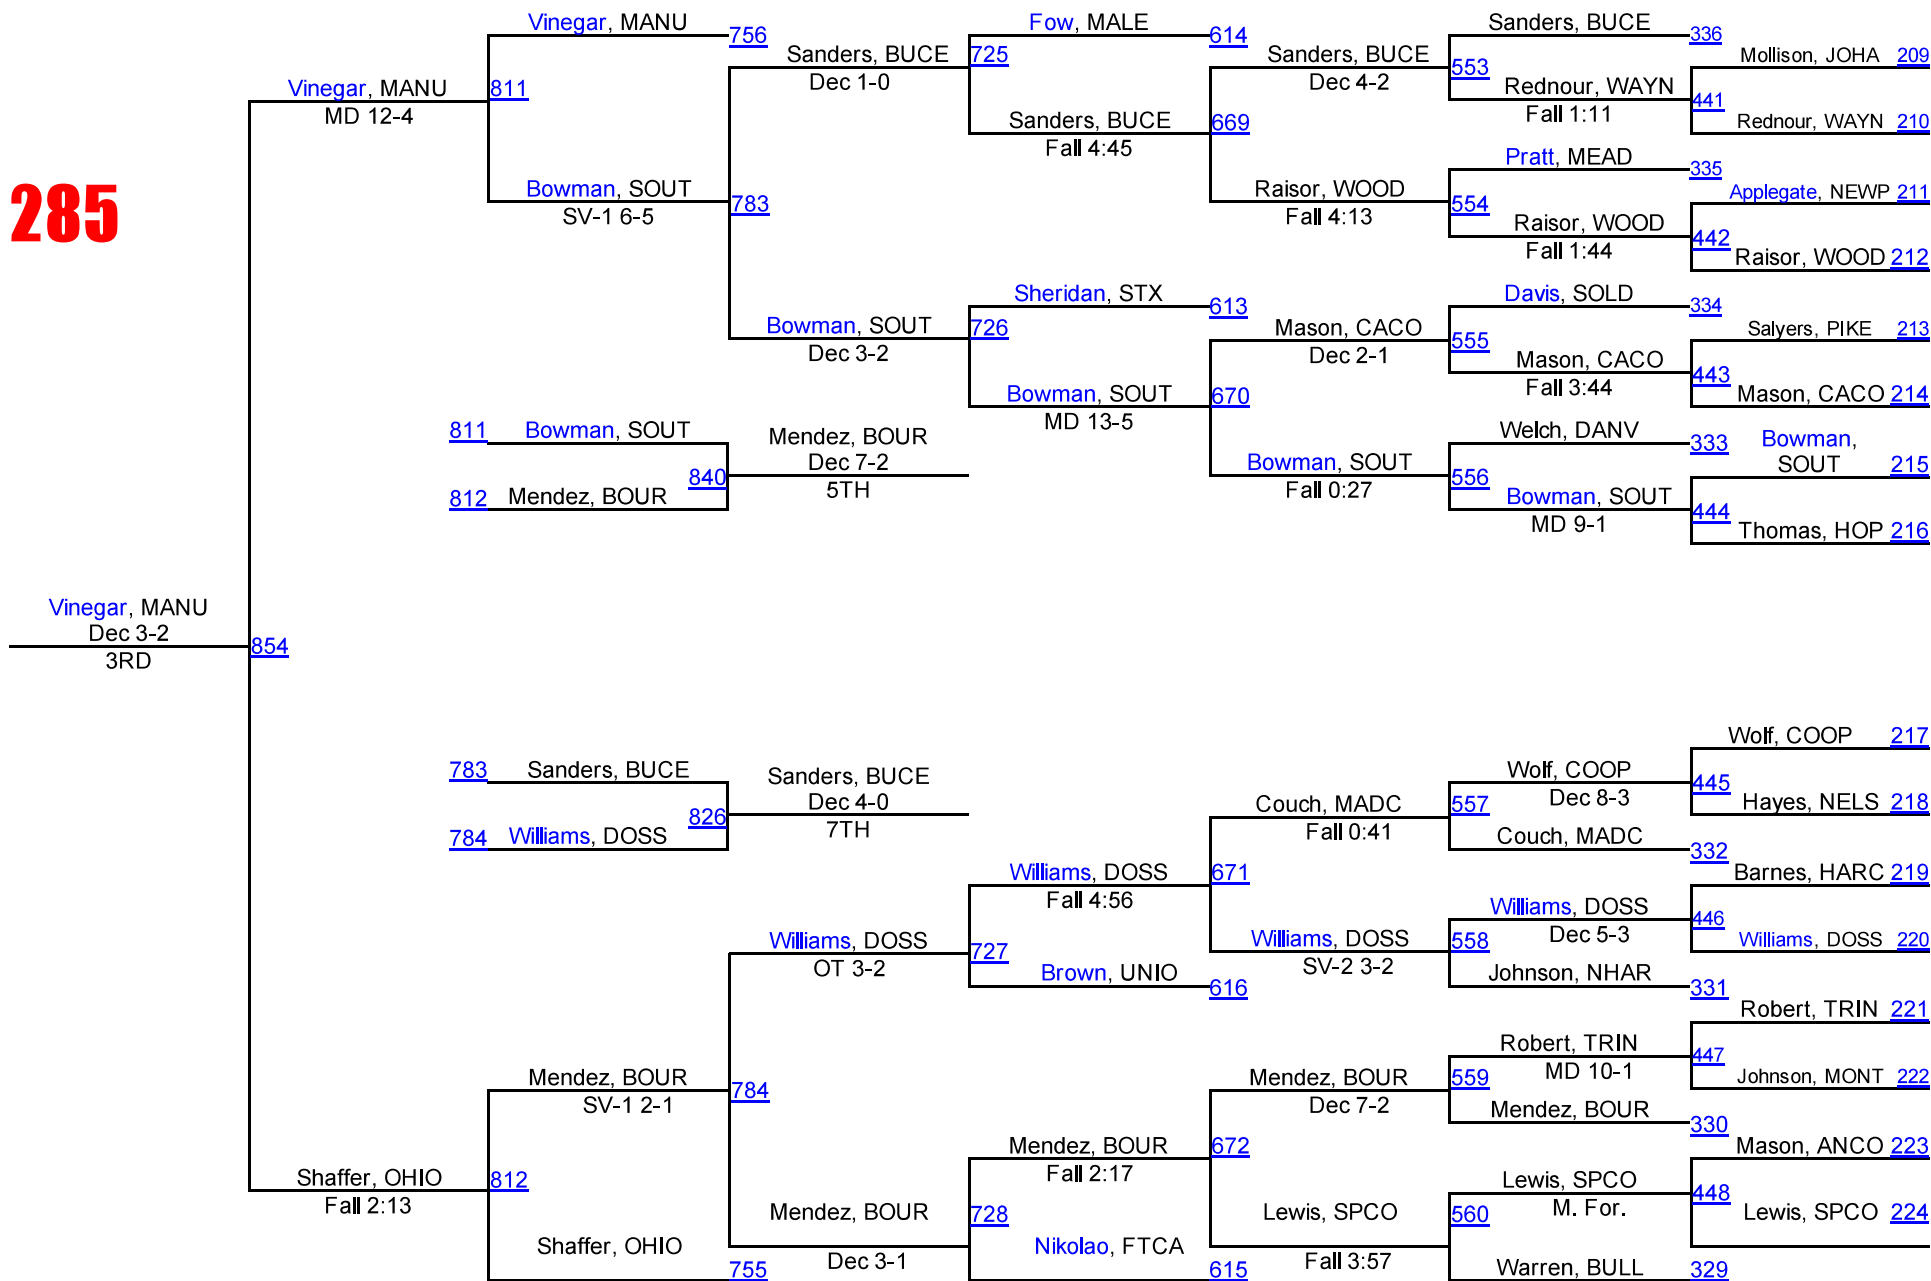 285
Vinegar, MANU
Dec 3-2
3RD
854
Vinegar, MANU
MD 12-4
811
Shaffer, OHIO
Fall 2:13
812
Vinegar, MANU
756
Bowman, SOUT
SV-1 6-5
783
811
Bowman, SOUT
812
Mendez, BOUR
840
Mendez, BOUR
Dec 7-2
5TH
783
Sanders, BUCE
784
Williams, DOSS
826
Sanders, BUCE
Dec 4-0
7TH
Mendez, BOUR
SV-1 2-1
784
Shaffer, OHIO
755
Sanders, BUCE
Dec 1-0
725
Bowman, SOUT
Dec 3-2
726
Williams, DOSS
OT 3-2
727
Mendez, BOUR
Dec 3-1
728
Fow, MALE
614
Sanders, BUCE
Fall 4:45
669
Sheridan, STX
613
Bowman, SOUT
MD 13-5
670
Williams, DOSS
Fall 4:56
671
Brown, UNIO
616
Mendez, BOUR
Fall 2:17
672
Nikolao, FTCA
615
Sanders, BUCE
Dec 4-2
553
Raisor, WOOD
Fall 4:13
554
Mason, CACO
Dec 2-1
555
Bowman, SOUT
Fall 0:27
556
Couch, MADC
Fall 0:41
557
Williams, DOSS
SV-2 3-2
558
Mendez, BOUR
Dec 7-2
559
Lewis, SPCO
Fall 3:57
560
Sanders, BUCE
336
Rednour, WAYN
Fall 1:11
441
Pratt, MEAD
335
Raisor, WOOD
Fall 1:44
442
Davis, SOLD
334
Mason, CACO
Fall 3:44
443
Welch, DANV
333
Bowman, SOUT
MD 9-1
444
Wolf, COOP
Dec 8-3
445
Couch, MADC
332
Williams, DOSS
Dec 5-3
446
Johnson, NHAR
331
Robert, TRIN
MD 10-1
447
Mendez, BOUR
330
Lewis, SPCO
M. For.
448
Warren, BULL
329
Mollison, JOHA 209
Rednour, WAYN 210
Applegate, NEWP 211
Raisor, WOOD 212
Salyers, PIKE 213
Mason, CACO 214
Bowman,
SOUT 215
Thomas, HOP 216
Wolf, COOP 217
Hayes, NELS 218
Barnes, HARC 219
Williams, DOSS 220
Robert, TRIN 221
Johnson, MONT 222
Mason, ANCO 223
Lewis, SPCO 224